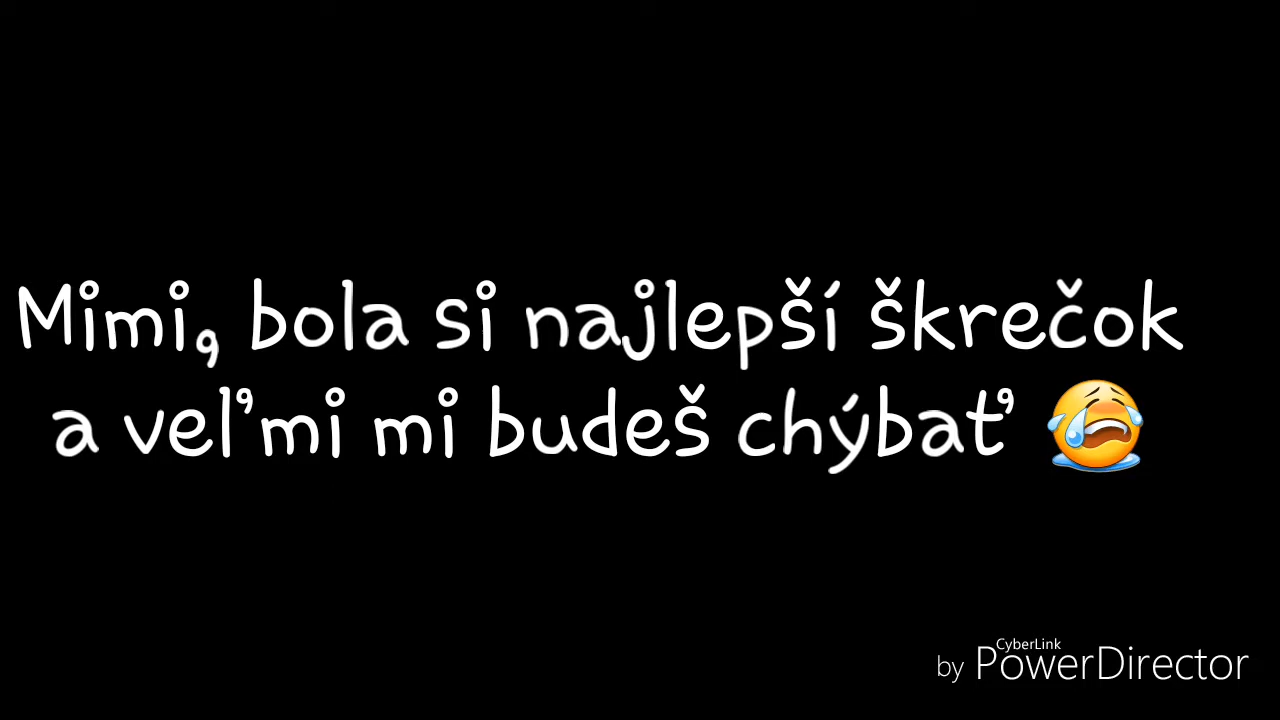 Mimi, bola si najlepší škrečok
a veľmi mi budeš chýbať 😭
CyberLink
by PowerDirector